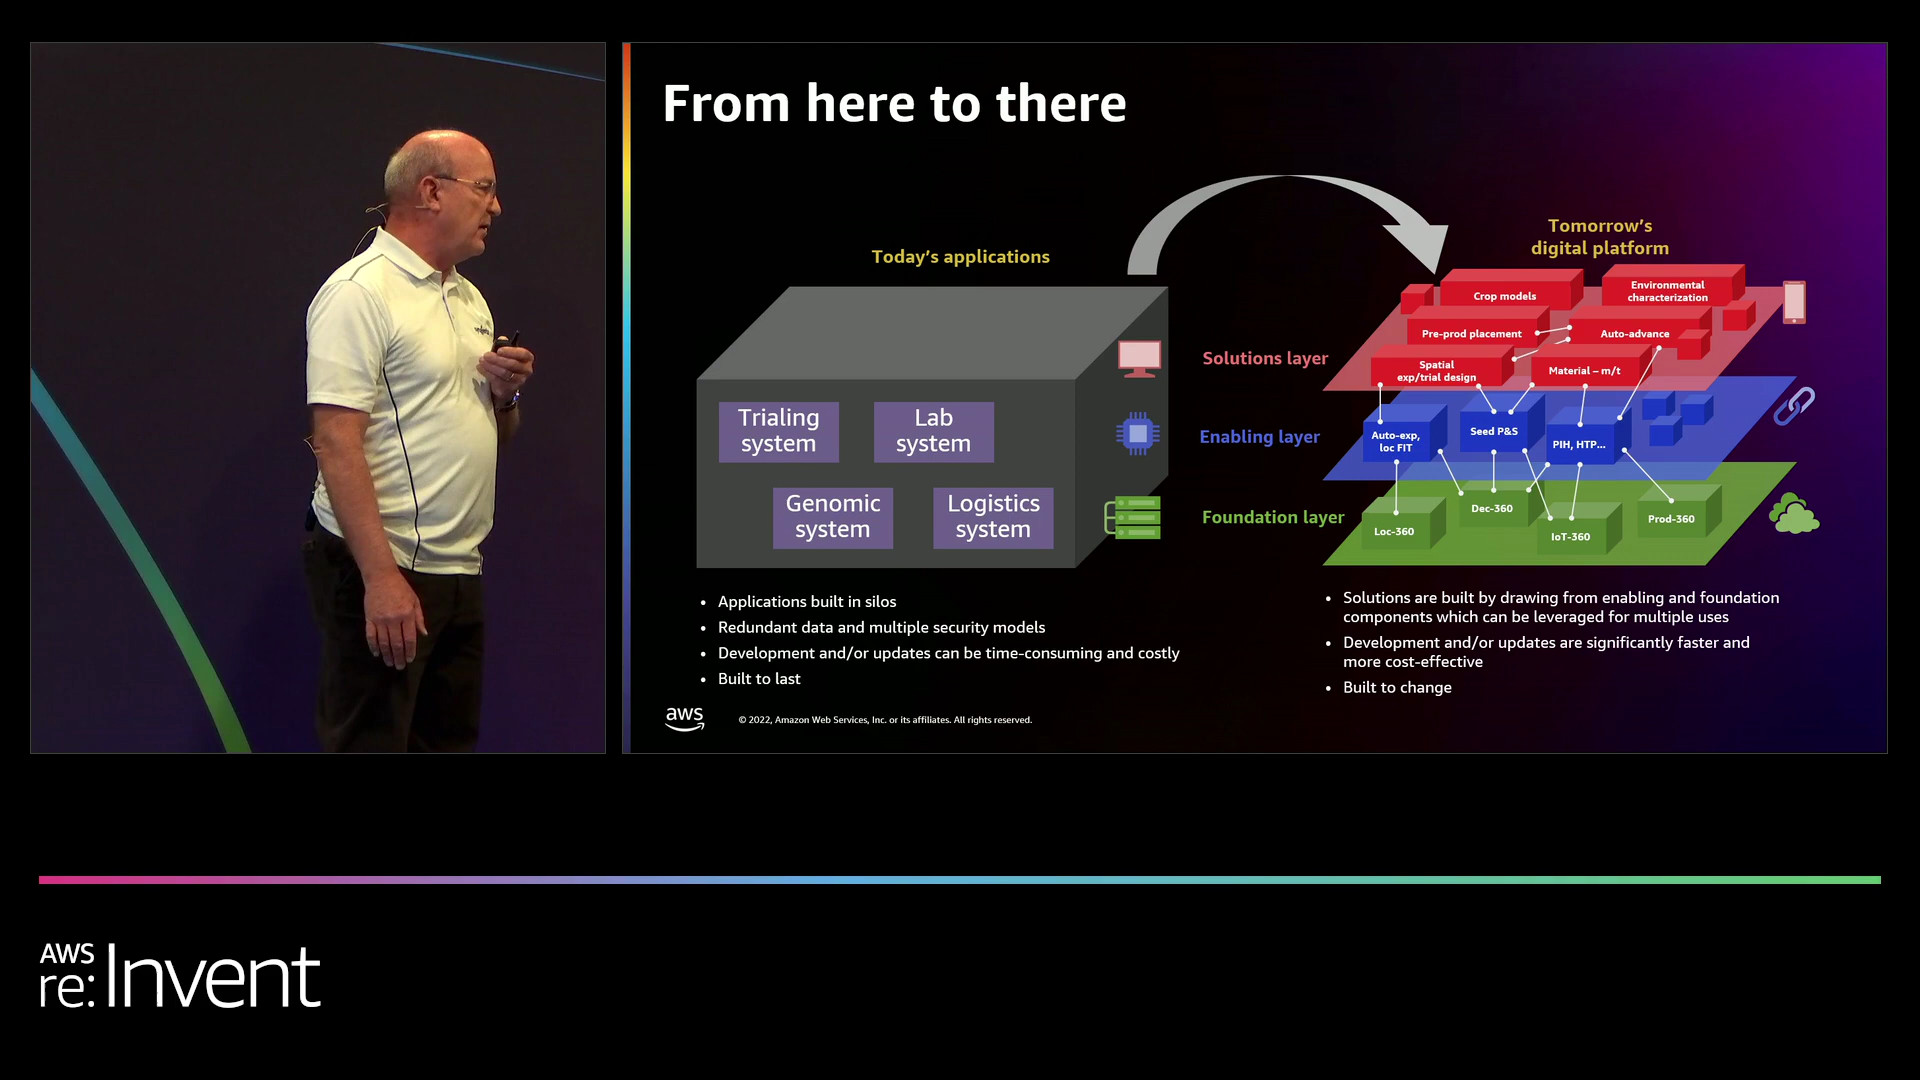 From here to there
Today's applications
Tomorrow's
digital platform
Trialing
system
Lab
system
Genomic
system
Logistics
system
Solutions layer
Enabling layer
Foundation layer
Crop models
Environmental
characterization
Pre-prod placement
Auto-advance
Spatial
exp/trial design
Material – m/t
Auto-exp,
loc FIT
Seed P&S
PIH, HTP...
Loc-360
Dec-360
IoT-360
Prod-360
• Applications built in silos
• Redundant data and multiple security models
• Development and/or updates can be time-consuming and costly
• Built to last
• Solutions are built by drawing from enabling and foundation
components which can be leveraged for multiple uses
• Development and/or updates are significantly faster and
more cost-effective
• Built to change
aws
© 2022, Amazon Web Services, Inc. or its affiliates. All rights reserved.
AWS
re:Invent